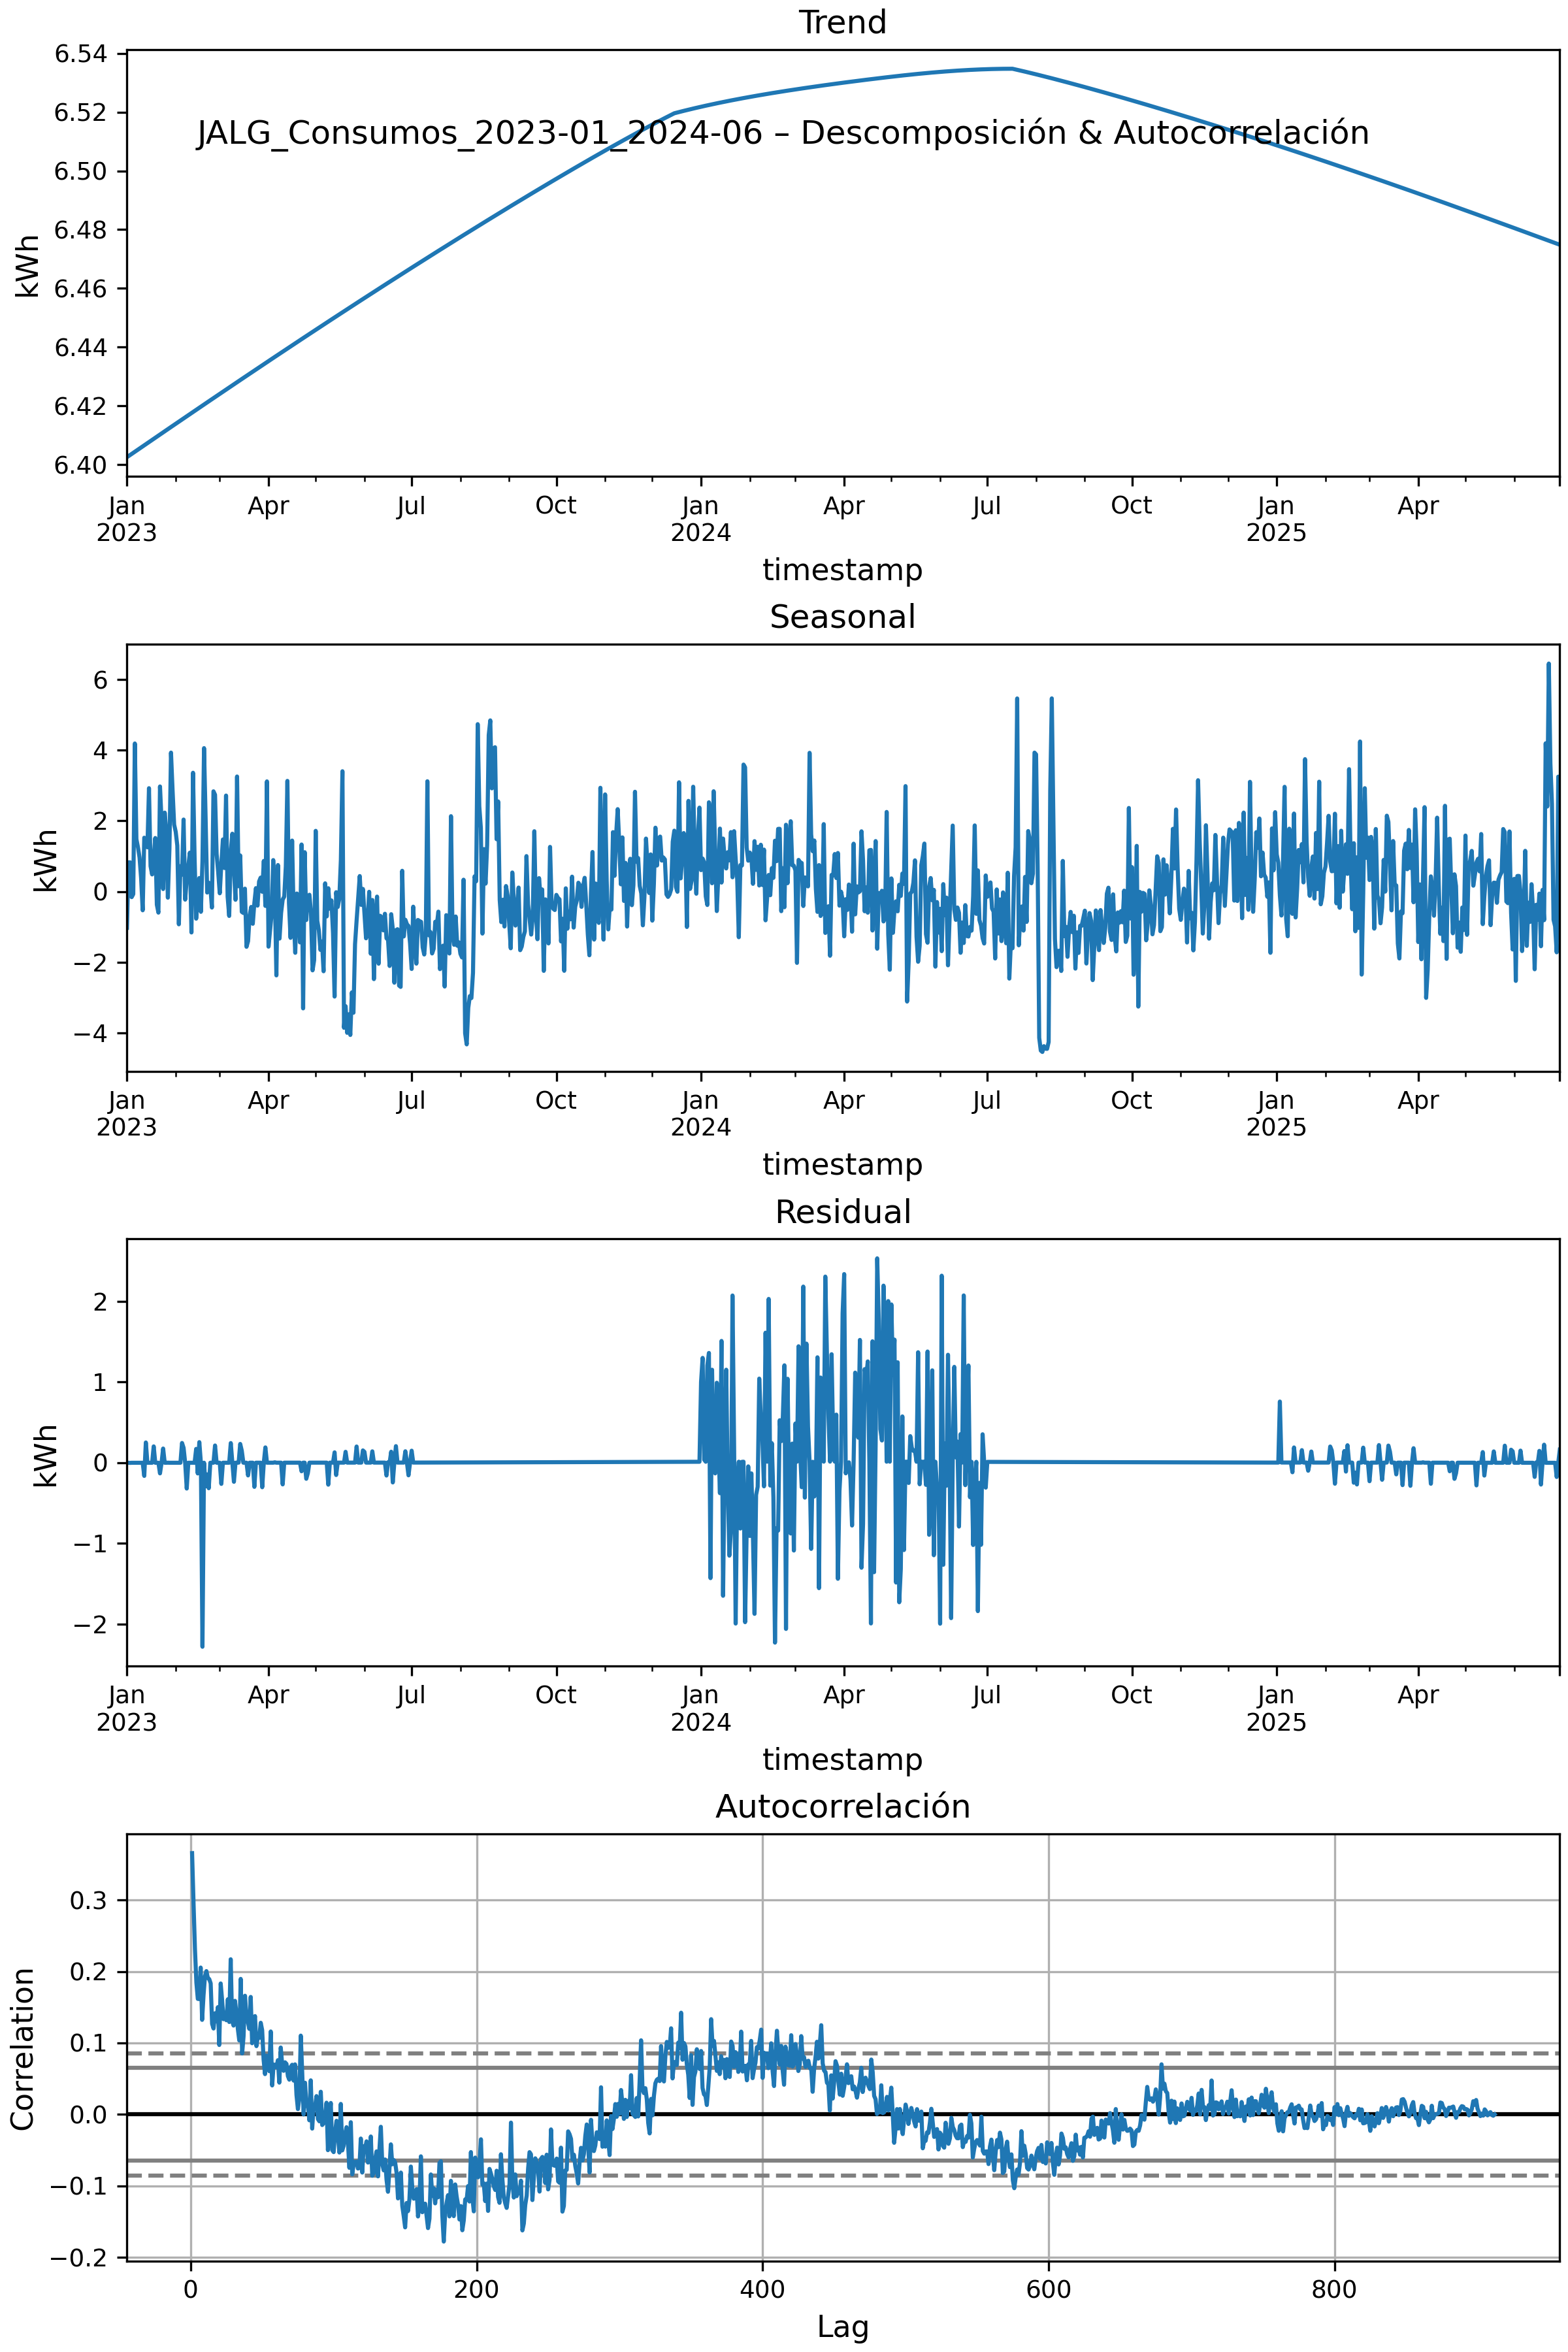 Trend
6.54
6.52
6.50
6.48
6.46
6.44
6.42
6.40
kWh
JALG_Consumos_2023-01_2024-06 – Descomposición & Autocorrelación
Jan Apr Jul Oct Jan Apr Jul Oct Jan Apr
2023 2024 2025
timestamp
Seasonal
6
4
2
0
−2
−4
kWh
Jan Apr Jul Oct Jan Apr Jul Oct Jan Apr
2023 2024 2025
timestamp
Residual
2
1
0
−1
−2
kWh
Jan Apr Jul Oct Jan Apr Jul Oct Jan Apr
2023 2024 2025
timestamp
Autocorrelación
0.3
0.2
0.1
0.0
−0.1
−0.2
Correlation
0 200 400 600 800
Lag